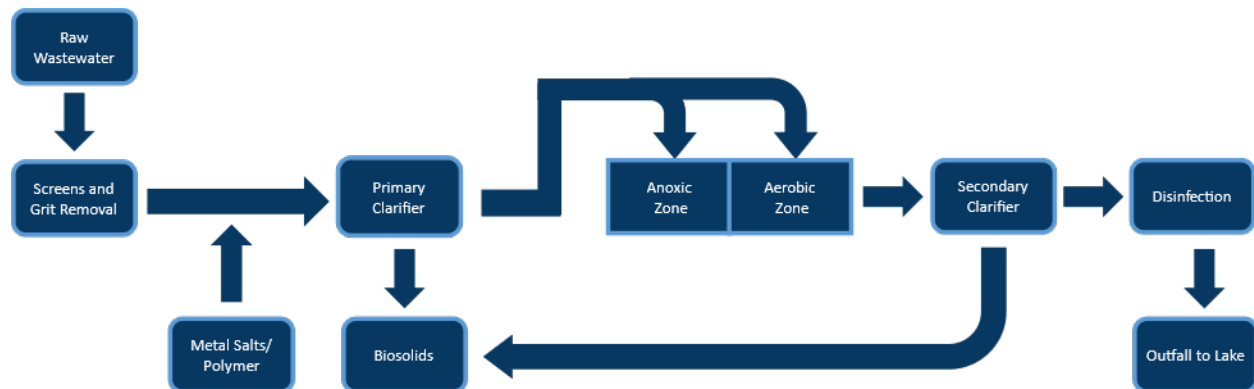 Raw
Wastewater
Screens and
Grit Removal
Primary
Clarifier
Anoxic
Zone
Aerobic
Zone
Secondary
Clarifier
Disinfection
Metal Salts/
Polymer
Biosolids
Outfall to Lake